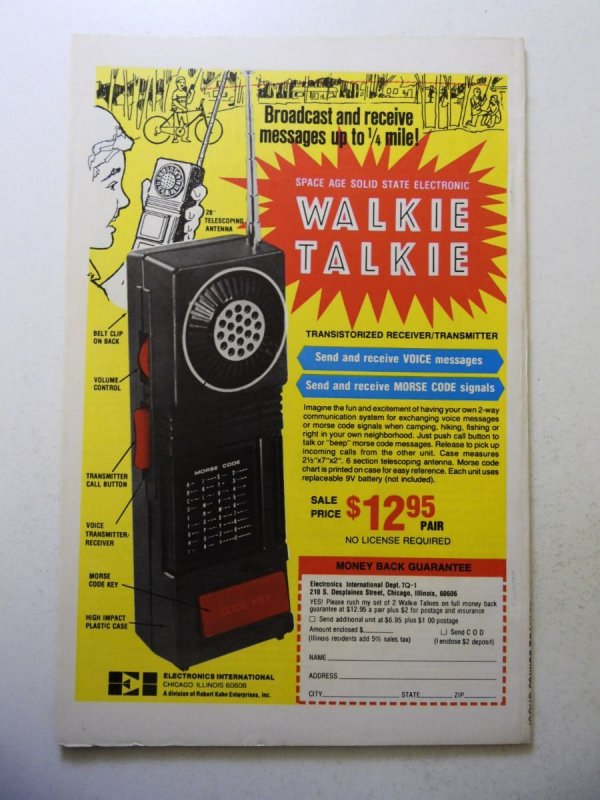 Broadcast and receive
messages up to 1/4 mile!
SPACE AGE SOLID STATE ELECTRONIC
WALKIE
TALKIE
28"
TELESCOPING
ANTENNA
BELT CLIP
ON BACK
VOLUME
CONTROL
TRANSMITTER
CALL BUTTON
VOICE
TRANSMITTER/
RECEIVER
MORSE
CODE KEY
HIGH IMPACT
PLASTIC CASE
MORSE CODE
CODE KEY
TRANSISTORIZED RECEIVER/TRANSMITTER
Send and receive VOICE messages
Send and receive MORSE CODE signals
Imagine the fun and excitement of having your own 2-way
communication system for exchanging voice messages
or morse code signals when camping, hiking, fishing or
right in your own neighborhood. Just push call button to
talk or "beep" morse code messages. Release to pick up
incoming calls from the other unit. Case measures
2½"x7"x2". 6 section telescoping antenna. Morse code
chart is printed on case for easy reference. Each unit uses
replaceable 9V battery (not included).
SALE
PRICE $12.95
PAIR
NO LICENSE REQUIRED
MONEY BACK GUARANTEE
Electronics International Dept. TQ-1
210 S. Desplaines Street, Chicago, Illinois, 60606
YES! Please rush my set of 2 Walkie Talkies on full money back
guarantee at $12.95 a pair plus $2 for postage and insurance
☐ Send additional unit at $6.95 plus $1.00 postage
Amount enclosed $ ☐ Send C O D
(Illinois residents add 5% sales tax) (I enclose $2 deposit)
NAME
ADDRESS
CITY STATE ZIP
EI
ELECTRONICS INTERNATIONAL
CHICAGO ILLINOIS 60606
A division of Robert Kahn Enterprises, Inc.